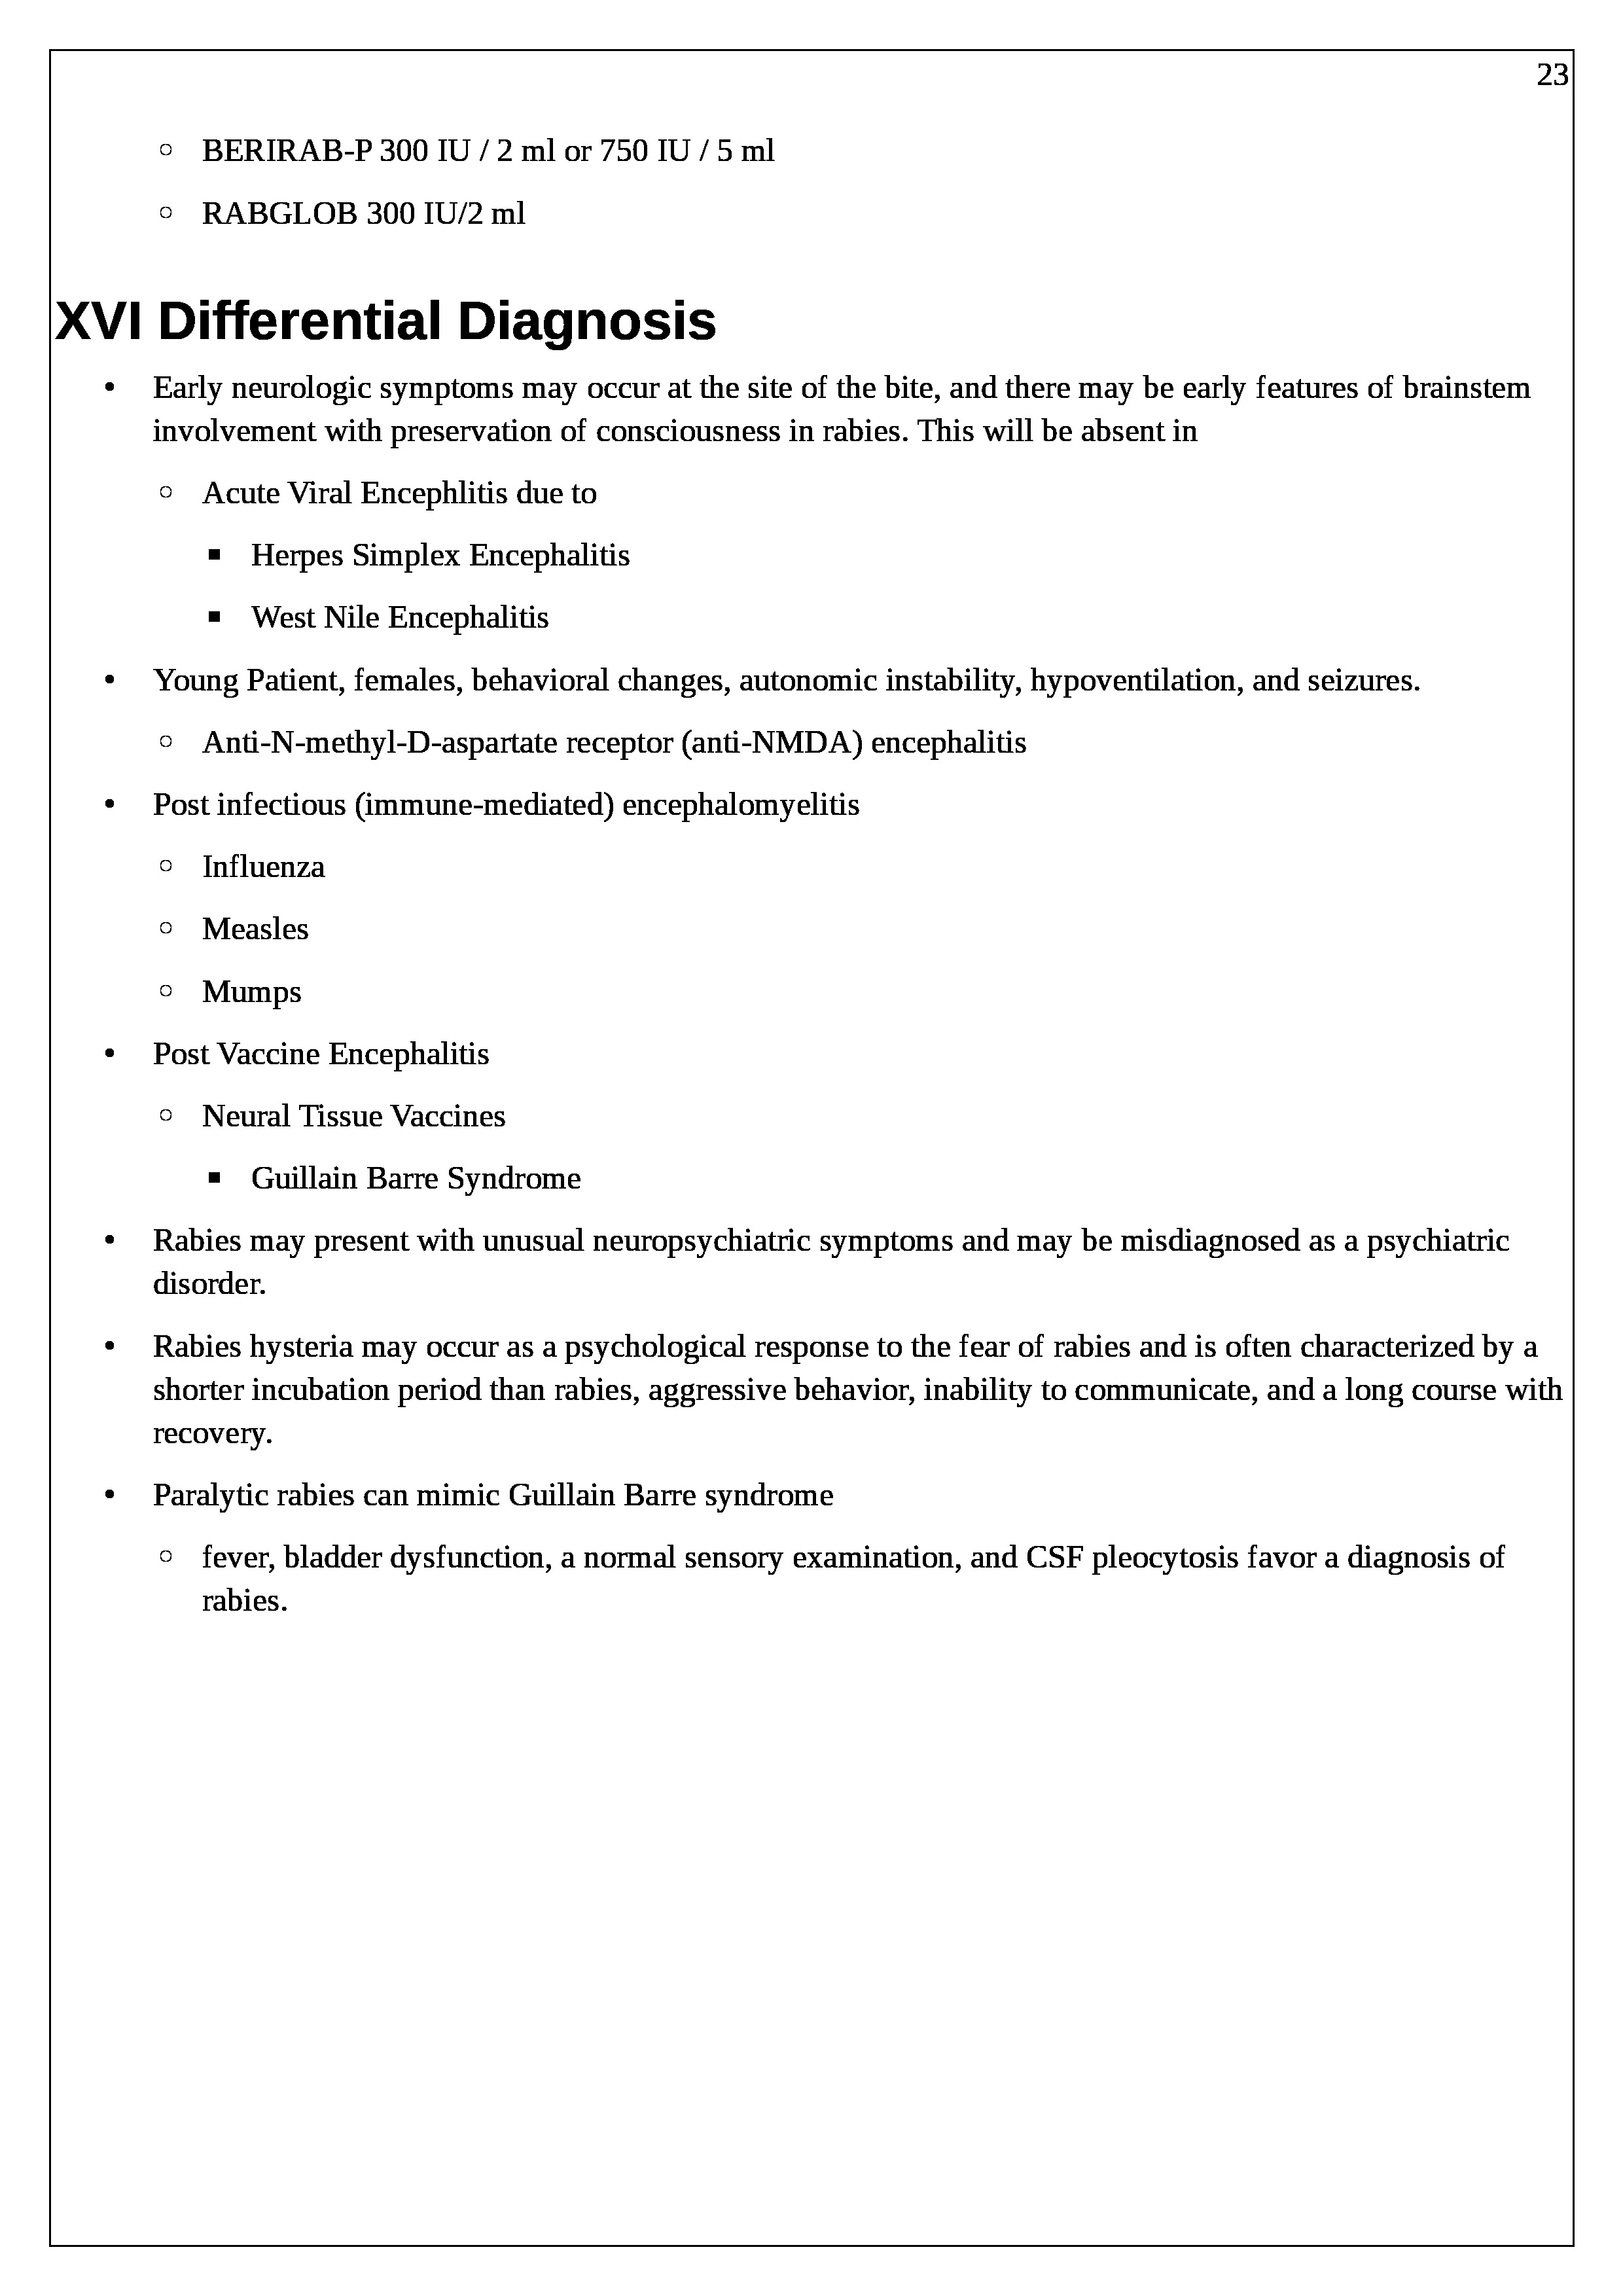 23
○ BERIRAB-P 300 IU / 2 ml or 750 IU / 5 ml
○ RABGLOB 300 IU/2 ml
XVI Differential Diagnosis
• Early neurologic symptoms may occur at the site of the bite, and there may be early features of brainstem
involvement with preservation of consciousness in rabies. This will be absent in
○ Acute Viral Encephlitis due to
■ Herpes Simplex Encephalitis
■ West Nile Encephalitis
• Young Patient, females, behavioral changes, autonomic instability, hypoventilation, and seizures.
○ Anti-N-methyl-D-aspartate receptor (anti-NMDA) encephalitis
• Post infectious (immune-mediated) encephalomyelitis
○ Influenza
○ Measles
○ Mumps
• Post Vaccine Encephalitis
○ Neural Tissue Vaccines
■ Guillain Barre Syndrome
• Rabies may present with unusual neuropsychiatric symptoms and may be misdiagnosed as a psychiatric
disorder.
• Rabies hysteria may occur as a psychological response to the fear of rabies and is often characterized by a
shorter incubation period than rabies, aggressive behavior, inability to communicate, and a long course with
recovery.
• Paralytic rabies can mimic Guillain Barre syndrome
○ fever, bladder dysfunction, a normal sensory examination, and CSF pleocytosis favor a diagnosis of
rabies.